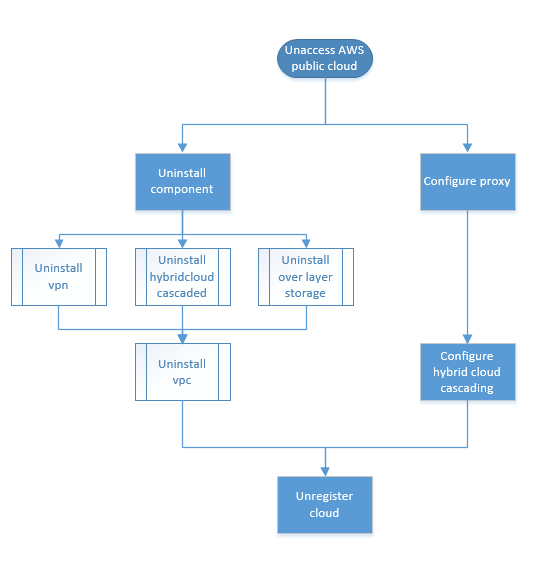 Unaccess AWS
public cloud
Uninstall
component
Configure proxy
Uninstall
vpn
Uninstall
hybridcloud
cascaded
Uninstall
over layer
storage
Uninstall
vpc
Configure
hybrid cloud
cascading
Unregister
cloud